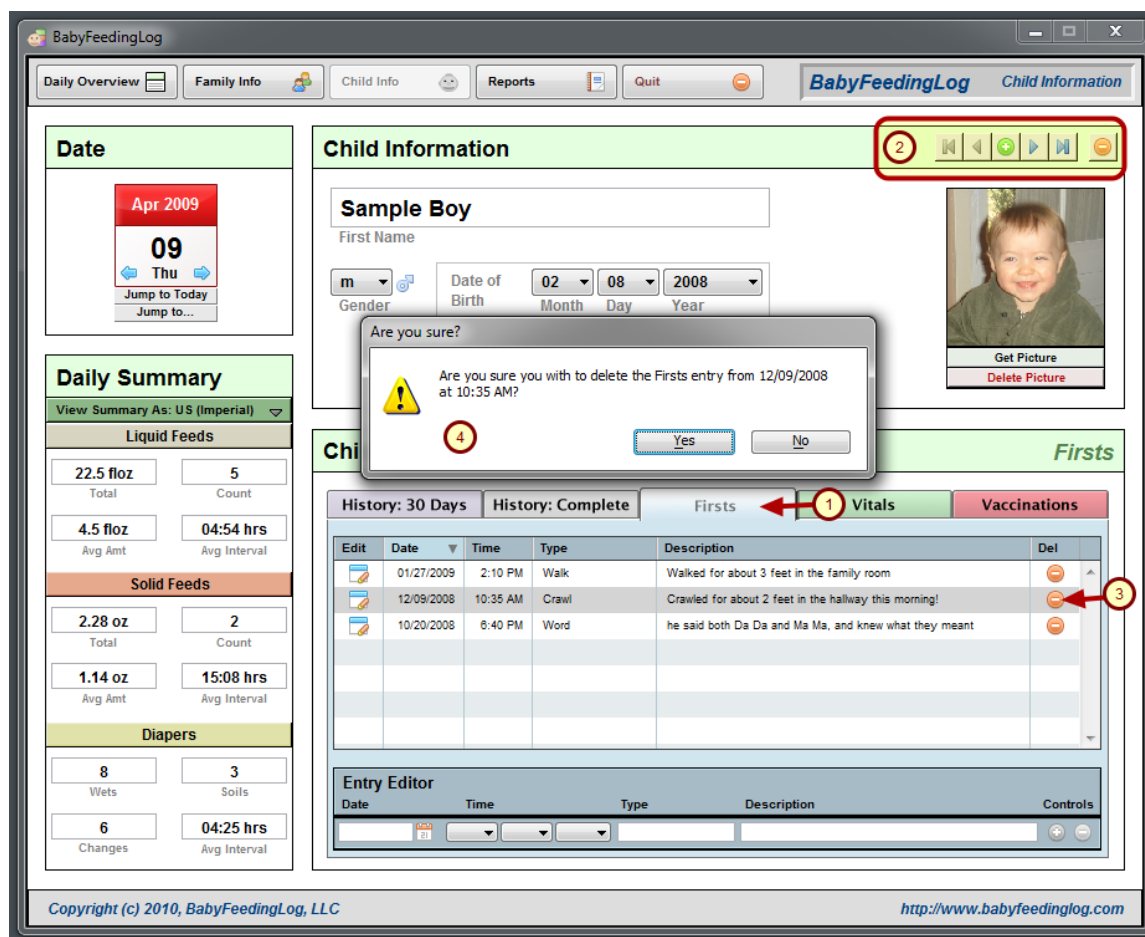 BabyFeedingLog
Daily Overview Family Info Child Info Reports Quit BabyFeedingLog Child Information
Date
Apr 2009
09
Thu
Jump to Today
Jump to...
Child Information
2
Sample Boy
First Name
m
Gender
Date of
Birth
02 08 2008
Month Day Year
Get Picture
Delete Picture
Are you sure?
Are you sure you with to delete the Firsts entry from 12/09/2008
at 10:35 AM?
4
Yes No
Daily Summary
View Summary As: US (Imperial)
Liquid Feeds
22.5 floz 5
Total Count
4.5 floz 04:54 hrs
Avg Amt Avg Interval
Solid Feeds
2.28 oz 2
Total Count
1.14 oz 15:08 hrs
Avg Amt Avg Interval
Diapers
8 3
Wets Soils
6 04:25 hrs
Changes Avg Interval
Chi Firsts
History: 30 Days History: Complete Firsts 1 Vitals Vaccinations
Edit Date Time Type Description Del
01/27/2009 2:10 PM Walk Walked for about 3 feet in the family room
12/09/2008 10:35 AM Crawl Crawled for about 2 feet in the hallway this morning!
3
10/20/2008 6:40 PM Word he said both Da Da and Ma Ma, and knew what they meant
Entry Editor
Date Time Type Description Controls
21
Copyright (c) 2010, BabyFeedingLog, LLC http://www.babyfeedinglog.com